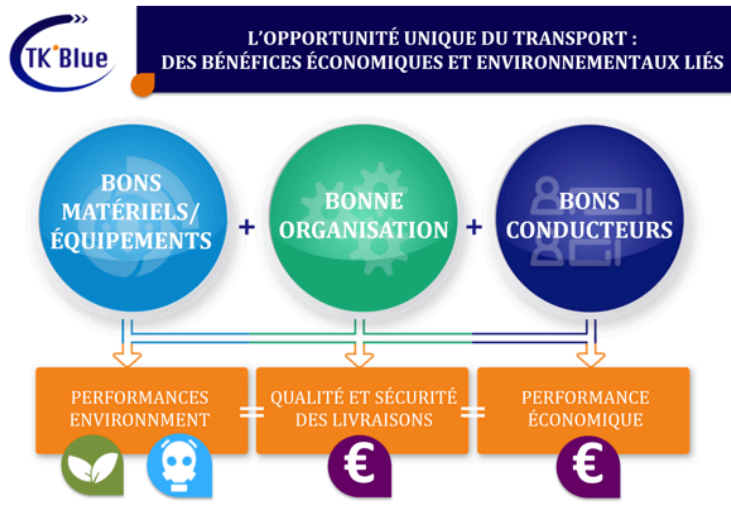 TK'Blue
L'OPPORTUNITÉ UNIQUE DU TRANSPORT :
DES BÉNÉFICES ÉCONOMIQUES ET ENVIRONNEMENTAUX LIÉS
BONS
MATÉRIELS/
ÉQUIPEMENTS
+
BONNE
ORGANISATION
+
BONS
CONDUCTEURS
PERFORMANCES
ENVIRONNMENT
=
QUALITÉ ET SÉCURITÉ
DES LIVRAISONS
=
PERFORMANCE
ÉCONOMIQUE
€
€